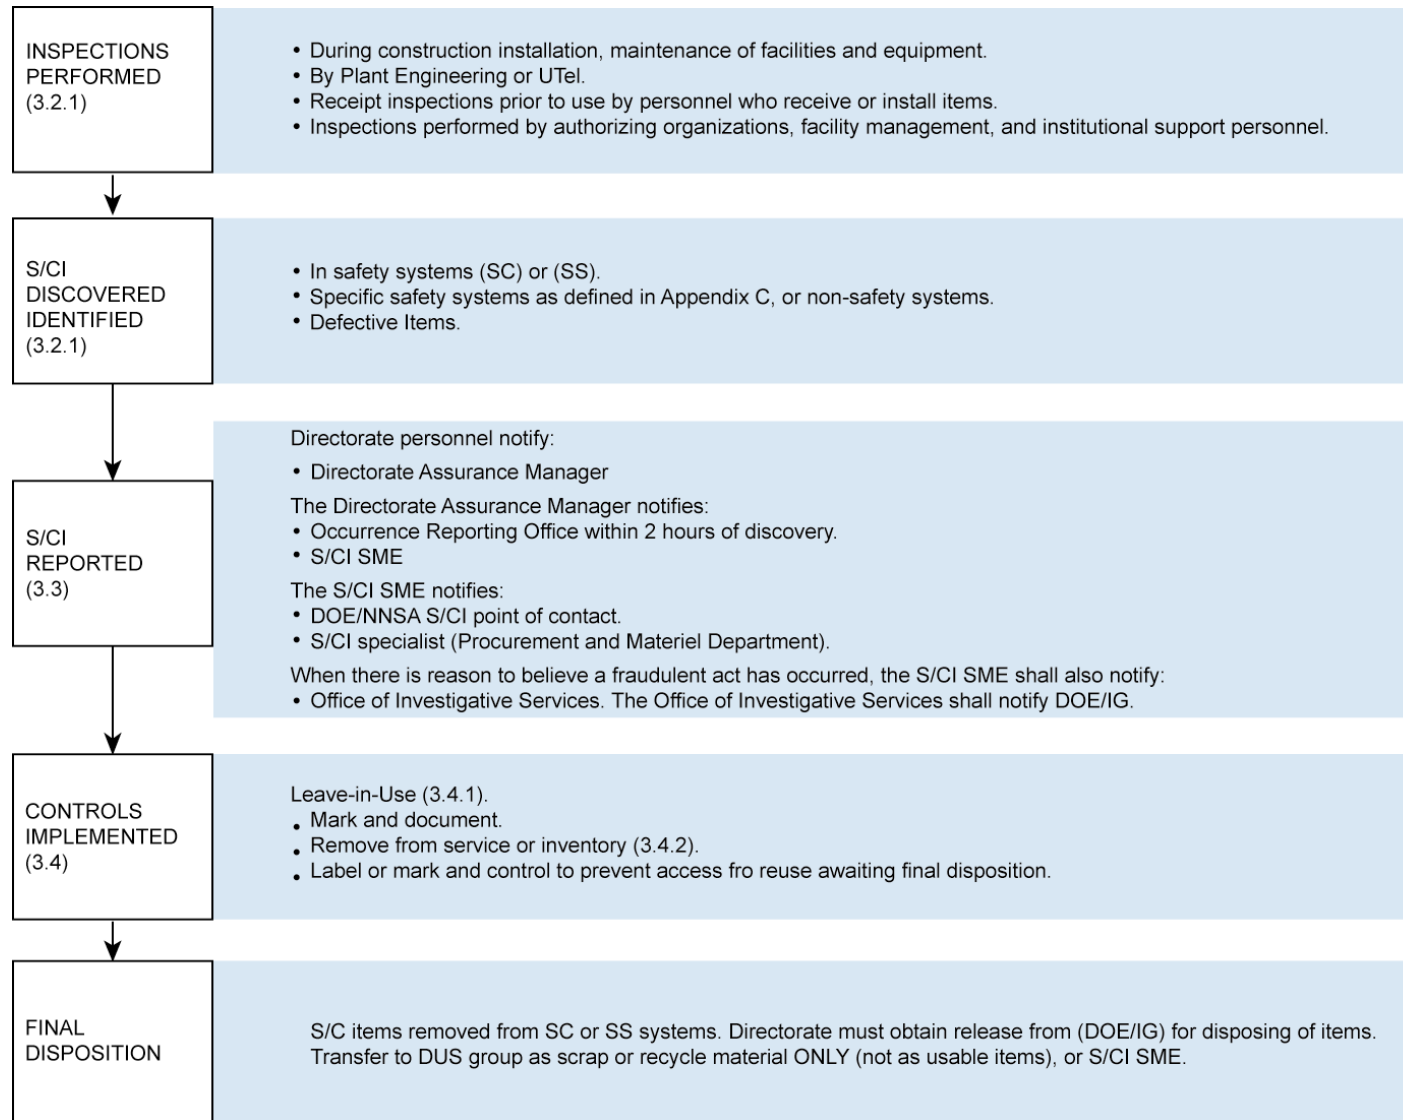 INSPECTIONS
PERFORMED
(3.2.1)
• During construction installation, maintenance of facilities and equipment.
• By Plant Engineering or UTel.
• Receipt inspections prior to use by personnel who receive or install items.
• Inspections performed by authorizing organizations, facility management, and institutional support personnel.
S/CI
DISCOVERED
IDENTIFIED
(3.2.1)
• In safety systems (SC) or (SS).
• Specific safety systems as defined in Appendix C, or non-safety systems.
• Defective Items.
S/CI
REPORTED
(3.3)
Directorate personnel notify:
• Directorate Assurance Manager
The Directorate Assurance Manager notifies:
• Occurrence Reporting Office within 2 hours of discovery.
• S/CI SME
The S/CI SME notifies:
• DOE/NNSA S/CI point of contact.
• S/CI specialist (Procurement and Materiel Department).
When there is reason to believe a fraudulent act has occurred, the S/CI SME shall also notify:
• Office of Investigative Services. The Office of Investigative Services shall notify DOE/IG.
CONTROLS
IMPLEMENTED
(3.4)
Leave-in-Use (3.4.1).
• Mark and document.
• Remove from service or inventory (3.4.2).
• Label or mark and control to prevent access fro reuse awaiting final disposition.
FINAL
DISPOSITION
S/C items removed from SC or SS systems. Directorate must obtain release from (DOE/IG) for disposing of items.
Transfer to DUS group as scrap or recycle material ONLY (not as usable items), or S/CI SME.